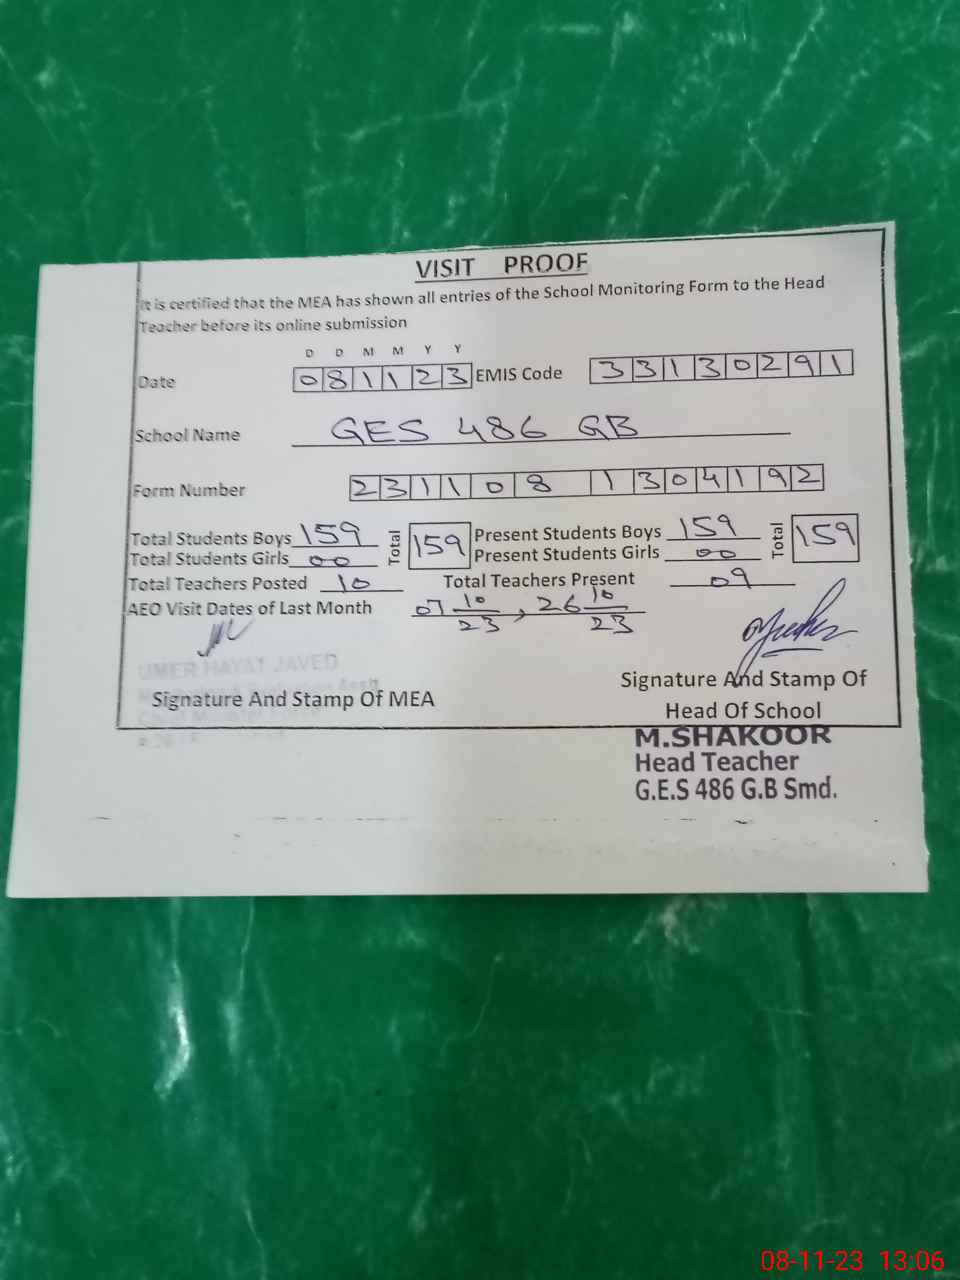 VISIT PROOF
It is certified that the MEA has shown all entries of the School Monitoring Form to the Head
Teacher before its online submission
D D M M Y Y
Date 081123 EMIS Code 33130291
School Name GES 486 GB
Form Number 231108 1304192
Total Students Boys 159 Total 159 Present Students Boys 159 Total 159
Total Students Girls 00 Present Students Girls 00
Total Teachers Posted 10 Total Teachers Present 09
AEO Visit Dates of Last Month 07 10/23, 26 10/23
UMER HAYAT JAVED
Signature And Stamp Of MEA
Signature And Stamp Of
Head Of School
M.SHAKOOR
Head Teacher
G.E.S 486 G.B Smd.
08-11-23 13:06